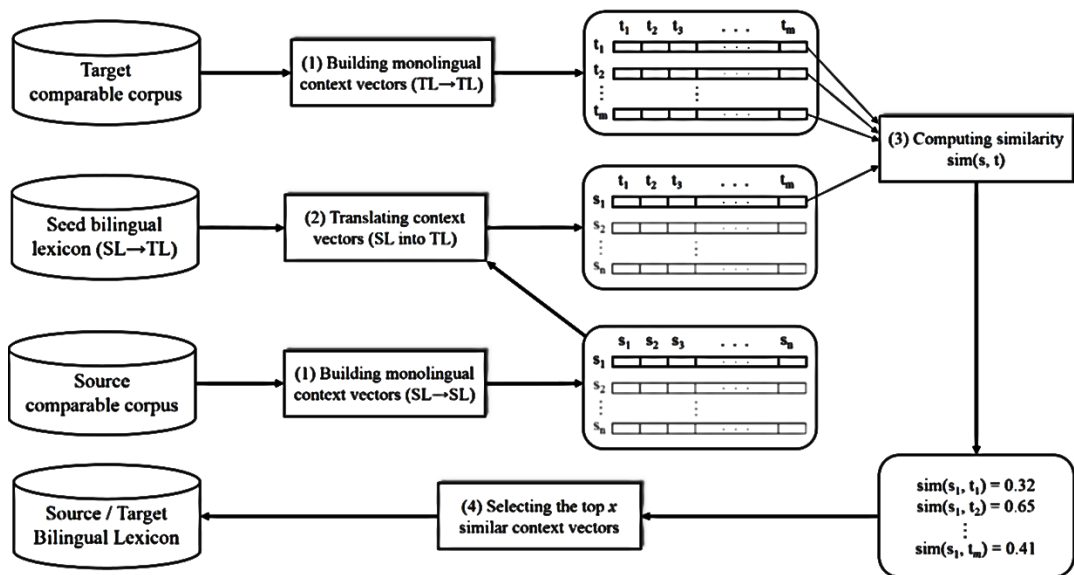 Target
comparable corpus
(1) Building monolingual
context vectors (TL→TL)
t₁ t₂ t₃ . . . tₘ
t₁ . . .
t₂ . . .
⋮ ⋮
tₘ . . .
(3) Computing similarity
sim(s, t)
Seed bilingual
lexicon (SL→TL)
(2) Translating context
vectors (SL into TL)
t₁ t₂ t₃ . . . tₘ
s₁ . . .
s₂ . . .
⋮ ⋮
sₙ . . .
Source
comparable corpus
(1) Building monolingual
context vectors (SL→SL)
s₁ s₂ s₃ . . . sₙ
s₁ . . .
s₂ . . .
⋮ ⋮
sₙ . . .
Source / Target
Bilingual Lexicon
(4) Selecting the top x
similar context vectors
sim(s₁, t₁) = 0.32
sim(s₁, t₂) = 0.65
⋮
sim(s₁, tₘ) = 0.41